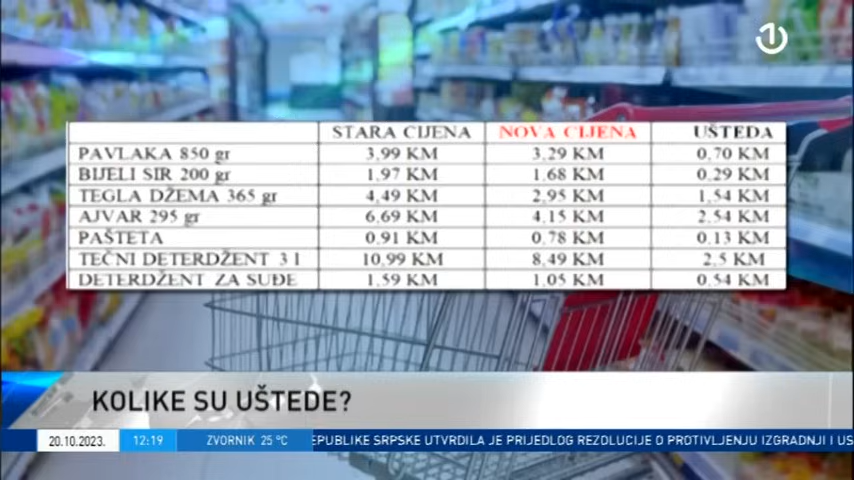 STARA CIJENA NOVA CIJENA UŠTEDA
PAVLAKA 850 gr 3,99 KM 3,29 KM 0,70 KM
BIJELI SIR 200 gr 1,97 KM 1,68 KM 0,29 KM
TEGLA DŽEMA 365 gr 4,49 KM 2,95 KM 1,54 KM
AJVAR 295 gr 6,69 KM 4,15 KM 2,54 KM
PAŠTETA 0,91 KM 0,78 KM 0,13 KM
TEČNI DETERDŽENT 3 l 10,99 KM 8,49 KM 2,5 KM
DETERDŽENT ZA SUĐE 1,59 KM 1,05 KM 0,54 KM
KOLIKE SU UŠTEDE?
20.10.2023. 12:19 ZVORNIK 25 °C EPUBLIKE SRPSKE UTVRDILA JE PRIJEDLOG REZOLUCIJE O PROTIVLJENJU IZGRADNJI I US